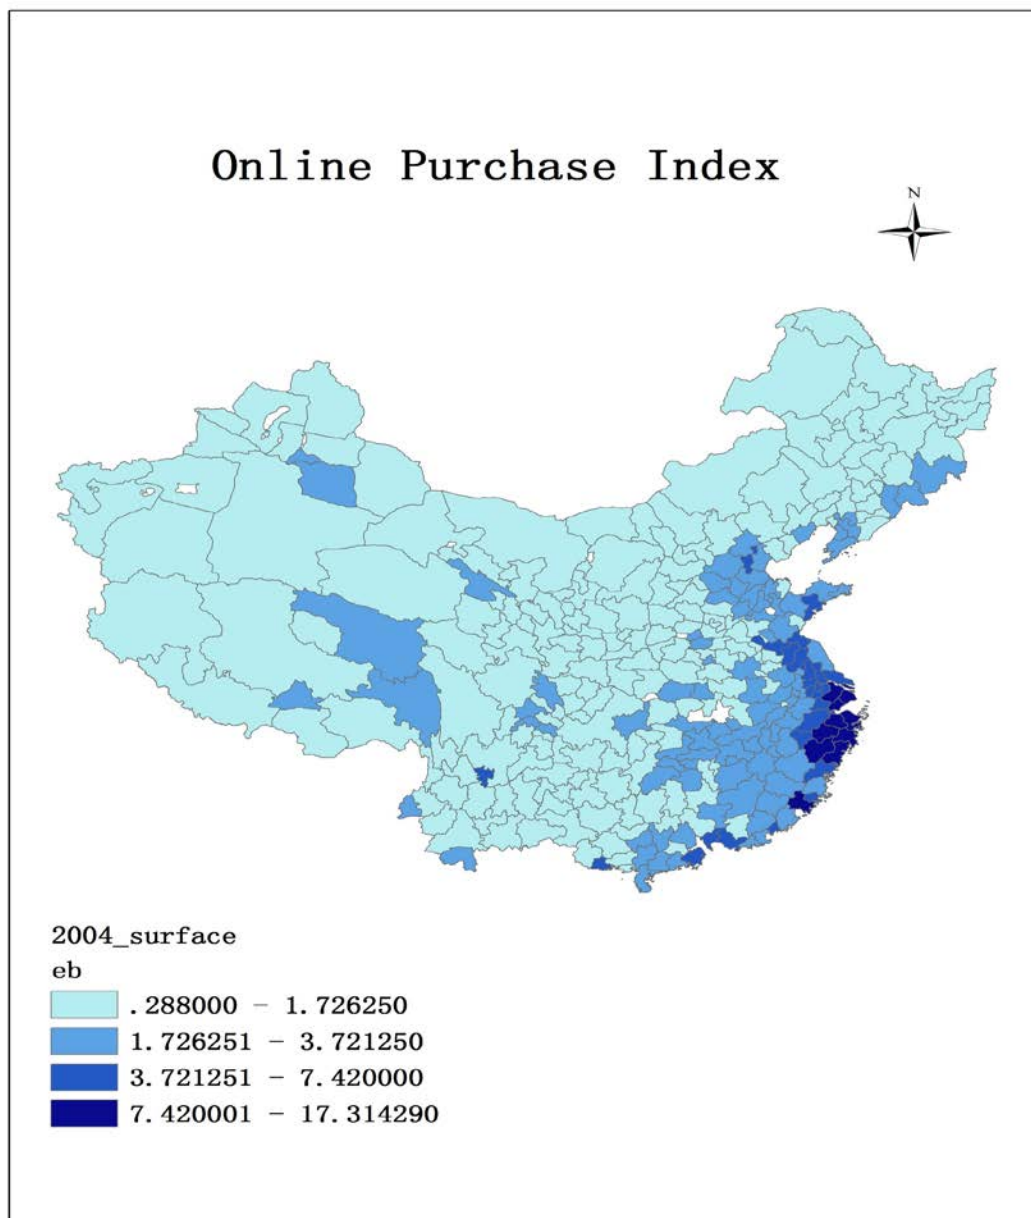 Online Purchase Index
N
2004_surface
eb
.288000 - 1.726250
1.726251 - 3.721250
3.721251 - 7.420000
7.420001 - 17.314290